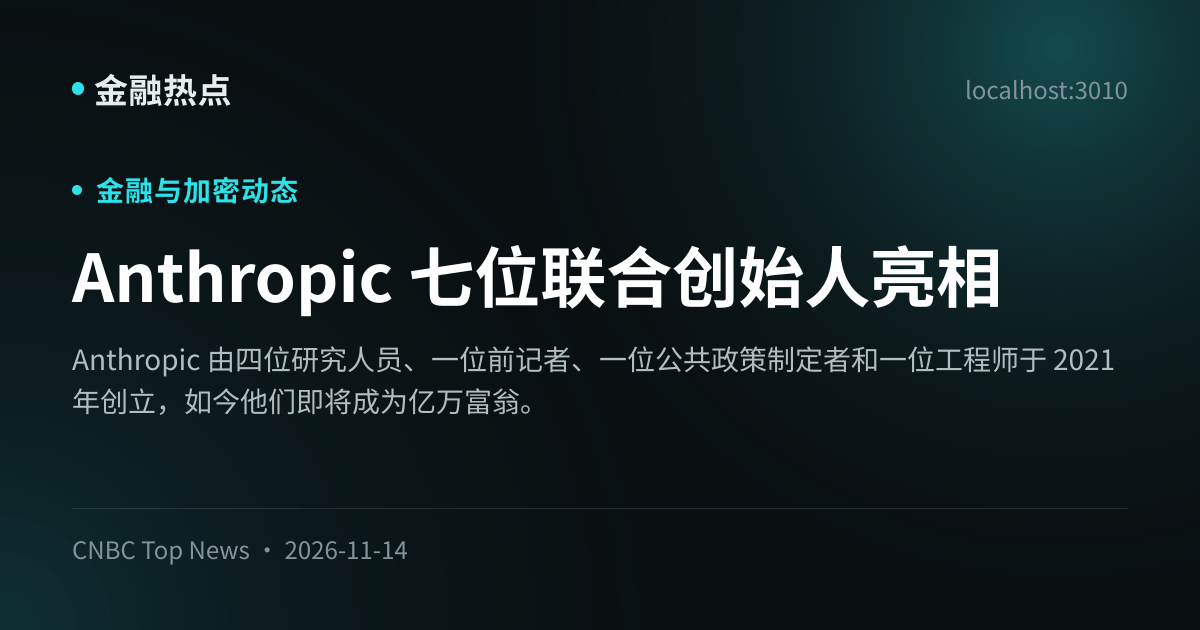 金融热点
localhost:3010
金融与加密动态
Anthropic 七位联合创始人亮相
Anthropic 由四位研究人员、一位前记者、一位公共政策制定者和一位工程师于 2021
年创立，如今他们即将成为亿万富翁。
CNBC Top News • 2026-11-14